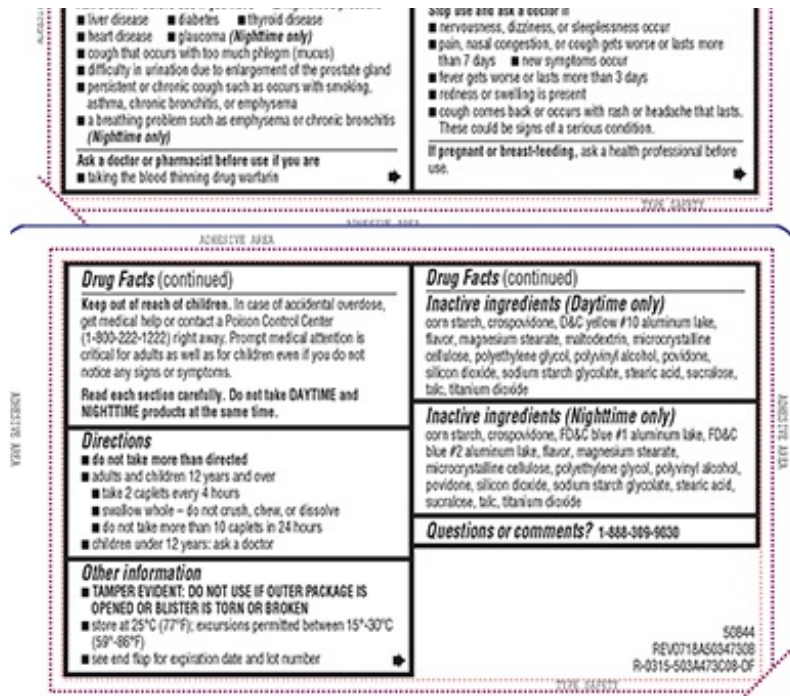 ■ liver disease ■ diabetes ■ thyroid disease
■ heart disease ■ glaucoma (Nighttime only)
■ cough that occurs with too much phlegm (mucus)
■ difficulty in urination due to enlargement of the prostate gland
■ persistent or chronic cough such as occurs with smoking,
asthma, chronic bronchitis, or emphysema
■ a breathing problem such as emphysema or chronic bronchitis
(Nighttime only)
Ask a doctor or pharmacist before use if you are
■ taking the blood thinning drug warfarin
Stop use and ask a doctor if
■ nervousness, dizziness, or sleeplessness occur
■ pain, nasal congestion, or cough gets worse or lasts more
than 7 days ■ new symptoms occur
■ fever gets worse or lasts more than 3 days
■ redness or swelling is present
■ cough comes back or occurs with rash or headache that lasts.
These could be signs of a serious condition.
If pregnant or breast-feeding, ask a health professional before
use.
TYPE SAFETY
ADHESIVE AREA
ADHESIVE AREA
ADHESIVE AREA
Drug Facts (continued)
Keep out of reach of children. In case of accidental overdose,
get medical help or contact a Poison Control Center
(1-800-222-1222) right away. Prompt medical attention is
critical for adults as well as for children even if you do not
notice any signs or symptoms.
Read each section carefully. Do not take DAYTIME and
NIGHTTIME products at the same time.
Directions
■ do not take more than directed
■ adults and children 12 years and over
■ take 2 caplets every 4 hours
■ swallow whole – do not crush, chew, or dissolve
■ do not take more than 10 caplets in 24 hours
■ children under 12 years: ask a doctor
Other information
■ TAMPER EVIDENT: DO NOT USE IF OUTER PACKAGE IS
OPENED OR BLISTER IS TORN OR BROKEN
■ store at 25°C (77°F); excursions permitted between 15°-30°C
(59°-86°F)
■ see end flap for expiration date and lot number
Drug Facts (continued)
Inactive ingredients (Daytime only)
corn starch, crospovidone, D&C yellow #10 aluminum lake,
flavor, magnesium stearate, maltodextrin, microcrystalline
cellulose, polyethylene glycol, polyvinyl alcohol, povidone,
silicon dioxide, sodium starch glycolate, stearic acid, sucralose,
talc, titanium dioxide
Inactive ingredients (Nighttime only)
corn starch, crospovidone, FD&C blue #1 aluminum lake, FD&C
blue #2 aluminum lake, flavor, magnesium stearate,
microcrystalline cellulose, polyethylene glycol, polyvinyl alcohol,
povidone, silicon dioxide, sodium starch glycolate, stearic acid,
sucralose, talc, titanium dioxide
Questions or comments? 1-888-309-9030
ADHESIVE AREA
50844
REV0718A50347308
R-0315-503A473C08-DF
TYPE SAFETY